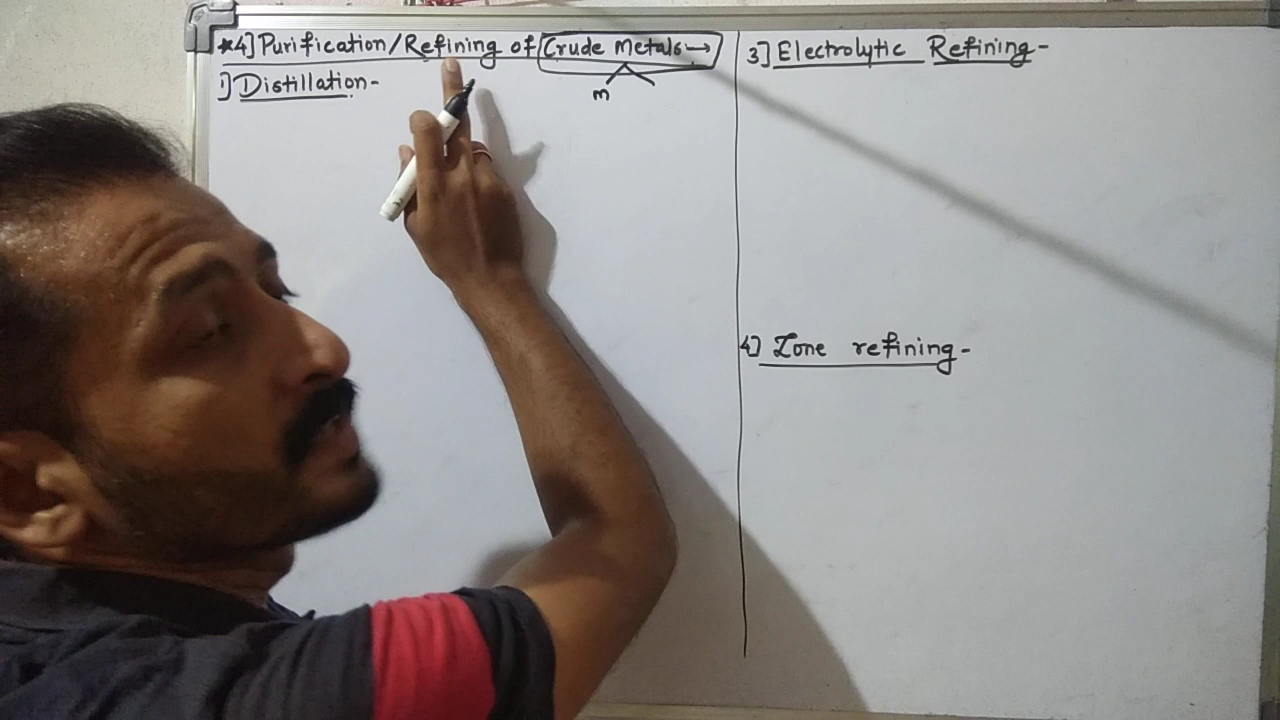 *4] Purification/Refining of Crude Metals →
m
1] Distillation-
3] Electrolytic Refining-
4] Zone refining-